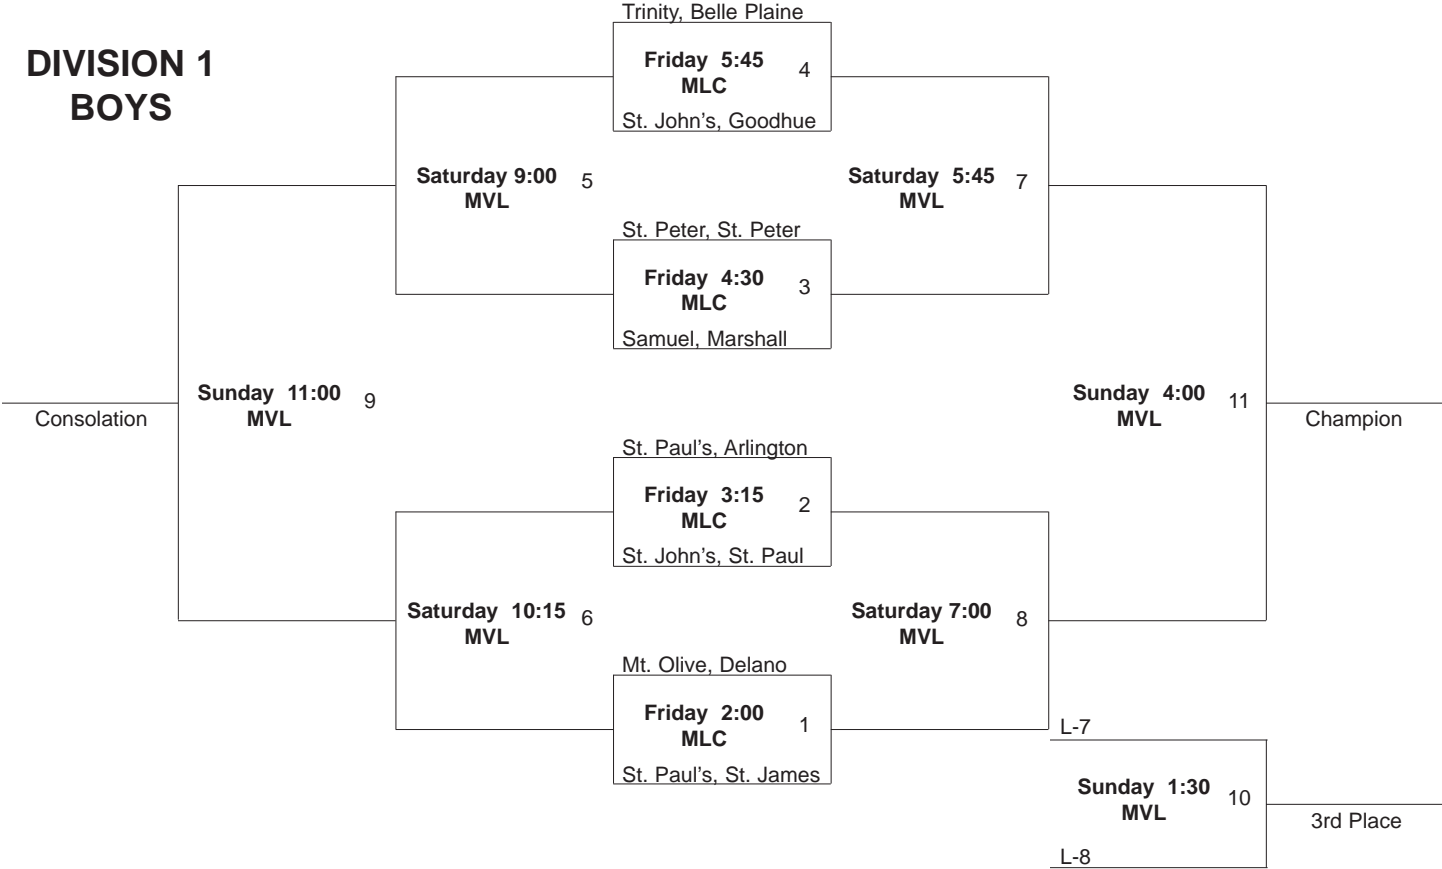 DIVISION 1
BOYS
Trinity, Belle Plaine
Friday 5:45
MLC
4
St. John's, Goodhue
Saturday 9:00
MVL
5
Saturday 5:45
MVL
7
St. Peter, St. Peter
Friday 4:30
MLC
3
Samuel, Marshall
Sunday 11:00
MVL
9
Consolation
Sunday 4:00
MVL
11
Champion
St. Paul's, Arlington
Friday 3:15
MLC
2
St. John's, St. Paul
Saturday 10:15
MVL
6
Saturday 7:00
MVL
8
Mt. Olive, Delano
Friday 2:00
MLC
1
St. Paul's, St. James
L-7
Sunday 1:30
MVL
10
3rd Place
L-8